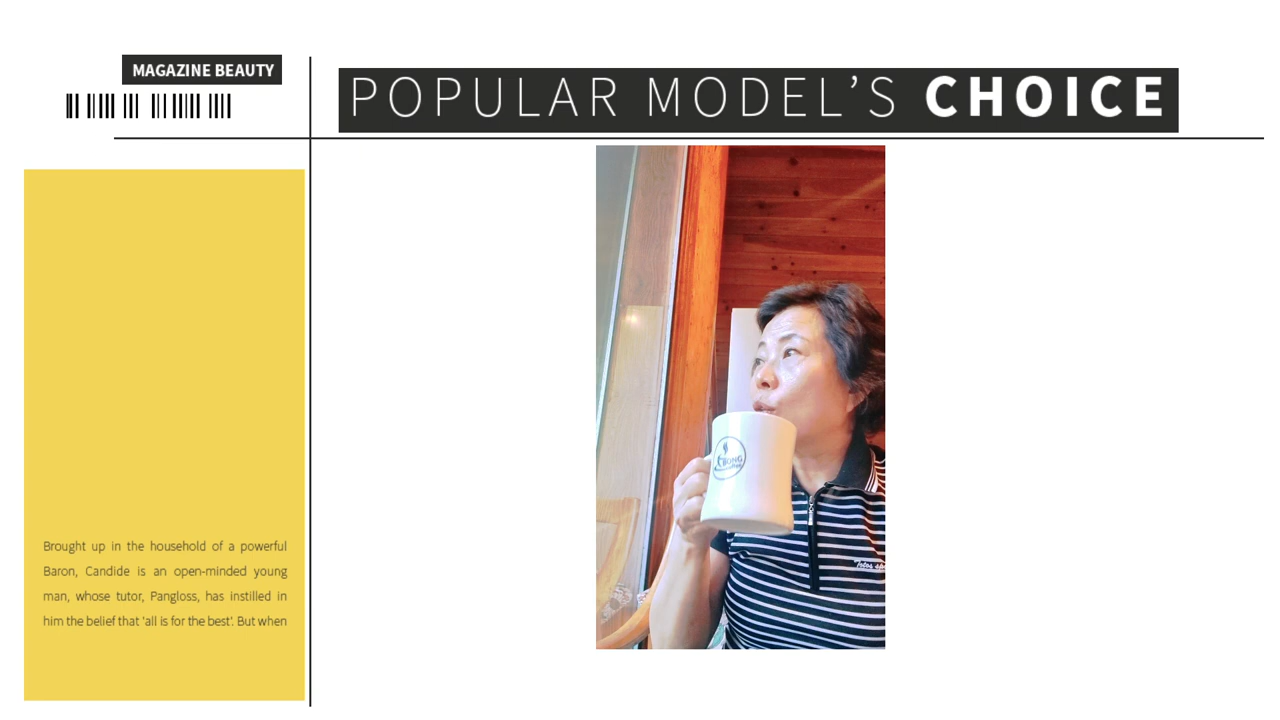 MAGAZINE BEAUTY
POPULAR MODEL’S CHOICE
Brought up in the household of a powerful
Baron, Candide is an open-minded young
man, whose tutor, Pangloss, has instilled in
him the belief that ‘all is for the best’. But when
BONG